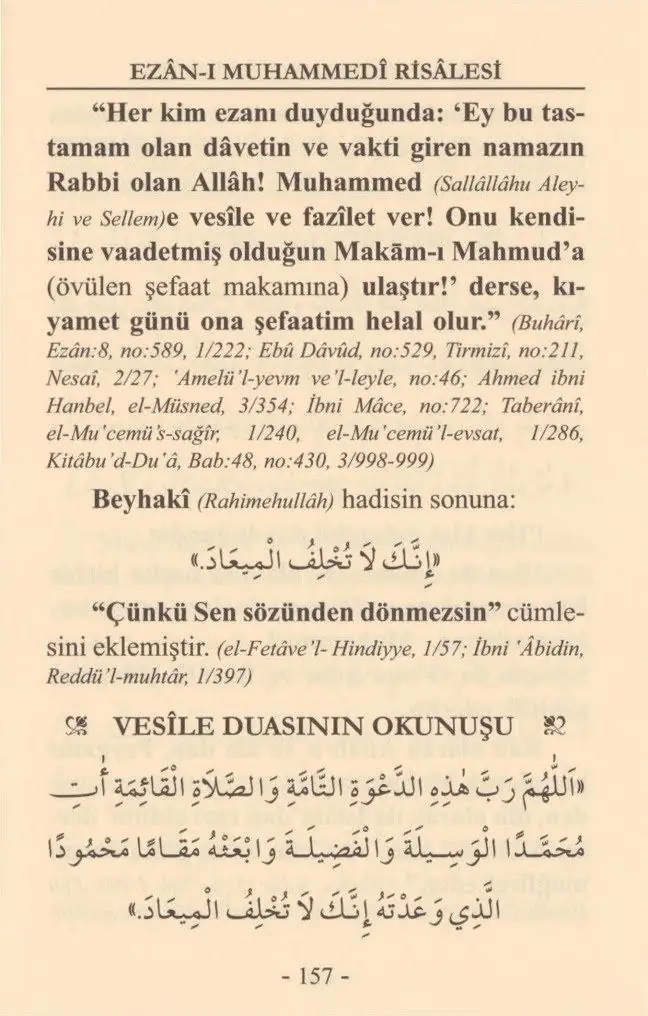 EZÂN-I MUHAMMEDÎ RİSÂLESİ
“Her kim ezanı duyduğunda: ‘Ey bu tas-
tamam olan dâvetin ve vakti giren namazın
Rabbi olan Allâh! Muhammed (Sallâllâhu Aley-
hi ve Sellem)e vesîle ve fazîlet ver! Onu kendi-
sine vaadetmiş olduğun Makām-ı Mahmud’a
(övülen şefaat makamına) ulaştır!’ derse, kı-
yamet günü ona şefaatim helal olur.” (Buhârî,
Ezân:8, no:589, 1/222; Ebû Dâvûd, no:529, Tirmizî, no:211,
Nesaî, 2/27; ‘Amelü’l-yevm ve’l-leyle, no:46; Ahmed ibni
Hanbel, el-Müsned, 3/354; İbni Mâce, no:722; Taberânî,
el-Mu‘cemü’s-sağîr, 1/240, el-Mu‘cemü’l-evsat, 1/286,
Kitâbu’d-Du‘â, Bab:48, no:430, 3/998-999)
Beyhakî (Rahimehullâh) hadisin sonuna:
«إِنَّكَ لَا تُخْلِفُ الْمِيعَادَ.»
“Çünkü Sen sözünden dönmezsin” cümle-
sini eklemiştir. (el-Fetâve’l- Hindiyye, 1/57; İbni ‘Âbidin,
Reddü’l-muhtâr, 1/397)
VESÎLE DUASININ OKUNUŞU
«اَللّٰهُمَّ رَبَّ هٰذِهِ الدَّعْوَةِ التَّامَّةِ وَالصَّلَاةِ الْقَائِمَةِ أٰتِ
مُحَمَّدًا الْوَسِيلَةَ وَالْفَضِيلَةَ وَابْعَثْهُ مَقَامًا مَحْمُودًا
الَّذِي وَعَدْتَهُ إِنَّكَ لَا تُخْلِفُ الْمِيعَادَ.»
- 157 -